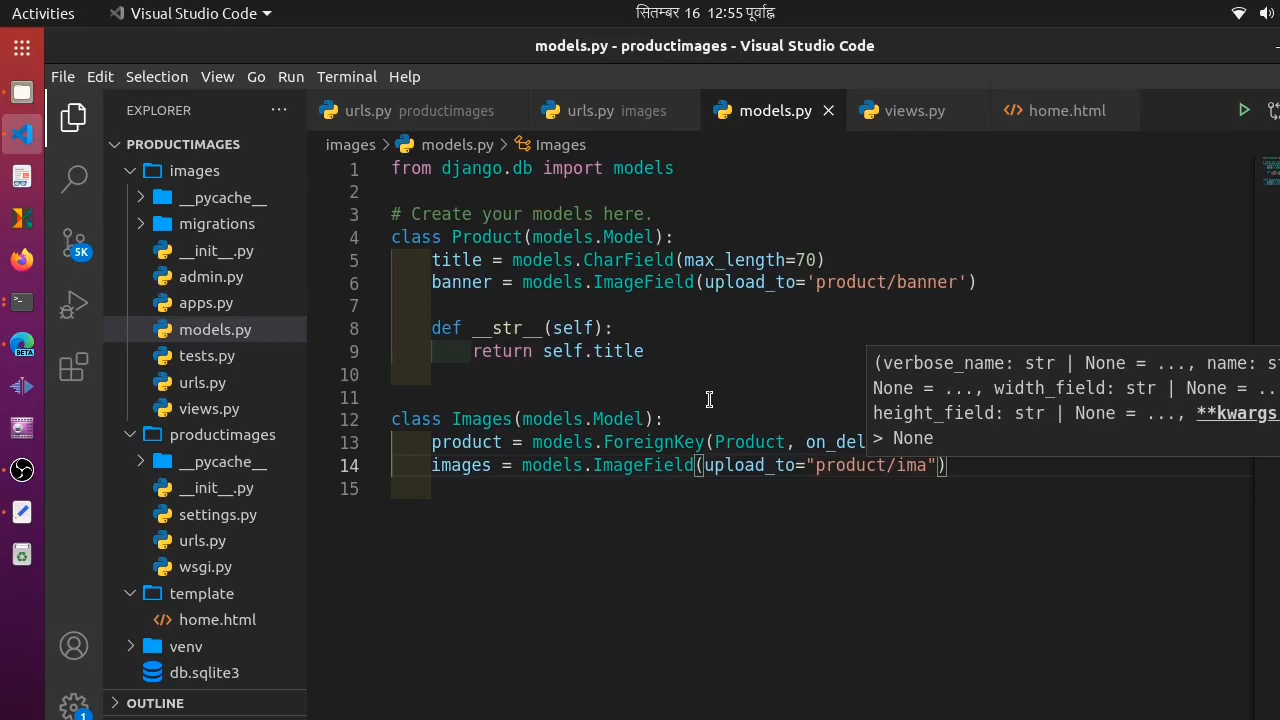 Activities Visual Studio Code सितम्बर 16 12:55 पूर्वाह्न
models.py - productimages - Visual Studio Code
File Edit Selection View Go Run Terminal Help
EXPLORER
urls.py productimages urls.py images models.py views.py home.html
PRODUCTIMAGES
images > models.py > Images
images
__pycache__
migrations
__init__.py
admin.py
apps.py
models.py
tests.py
urls.py
views.py
productimages
__pycache__
__init__.py
settings.py
urls.py
wsgi.py
template
home.html
venv
db.sqlite3
OUTLINE
5K
BETA
1
1 from django.db import models
2
3 # Create your models here.
4 class Product(models.Model):
5 title = models.CharField(max_length=70)
6 banner = models.ImageField(upload_to='product/banner')
7
8 def __str__(self):
9 return self.title
10
11
12 class Images(models.Model):
13 product = models.ForeignKey(Product, on_del
14 images = models.ImageField(upload_to="product/ima")
15
(verbose_name: str | None = ..., name: st
None = ..., width_field: str | None = ..
height_field: str | None = ..., **kwargs
> None